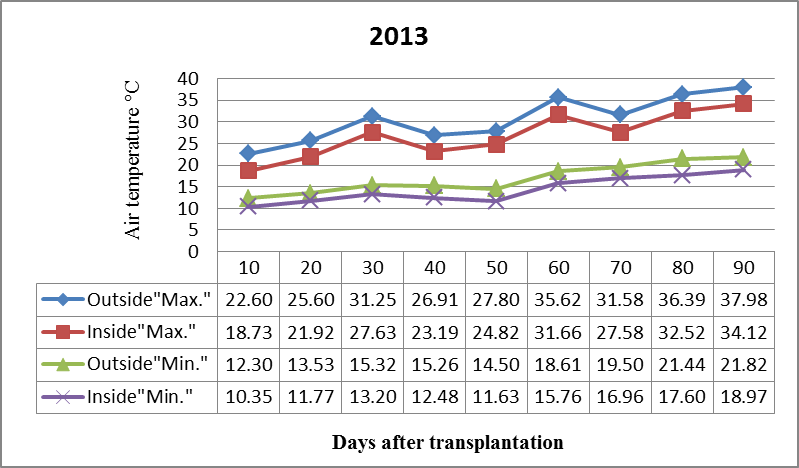 2013
Air temperature °C
40
35
30
25
20
15
10
5
0
10 20 30 40 50 60 70 80 90
Outside"Max." 22.60 25.60 31.25 26.91 27.80 35.62 31.58 36.39 37.98
Inside"Max." 18.73 21.92 27.63 23.19 24.82 31.66 27.58 32.52 34.12
Outside"Min." 12.30 13.53 15.32 15.26 14.50 18.61 19.50 21.44 21.82
Inside"Min." 10.35 11.77 13.20 12.48 11.63 15.76 16.96 17.60 18.97
Days after transplantation